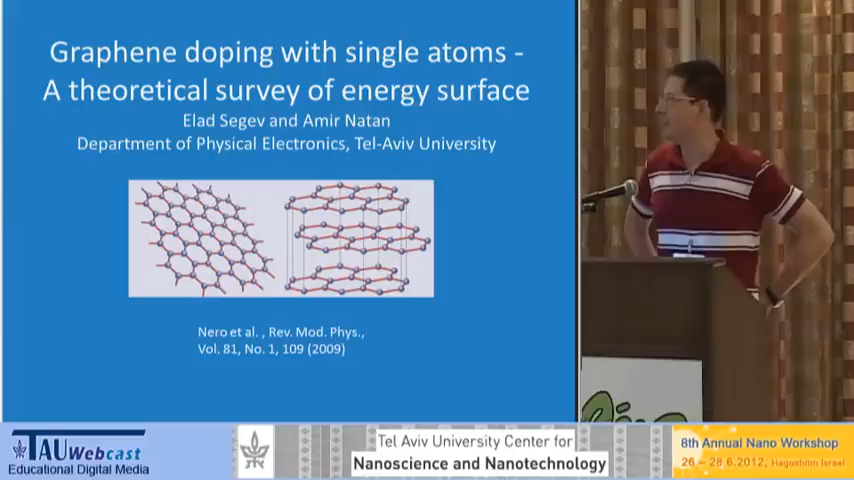 Graphene doping with single atoms -
A theoretical survey of energy surface
Elad Segev and Amir Natan
Department of Physical Electronics, Tel-Aviv University
Nero et al. , Rev. Mod. Phys.,
Vol. 81, No. 1, 109 (2009)
TAU Webcast
Educational Digital Media
Tel Aviv University Center for
Nanoscience and Nanotechnology
8th Annual Nano Workshop
26 – 28.6.2012, Hagoshrim Israel